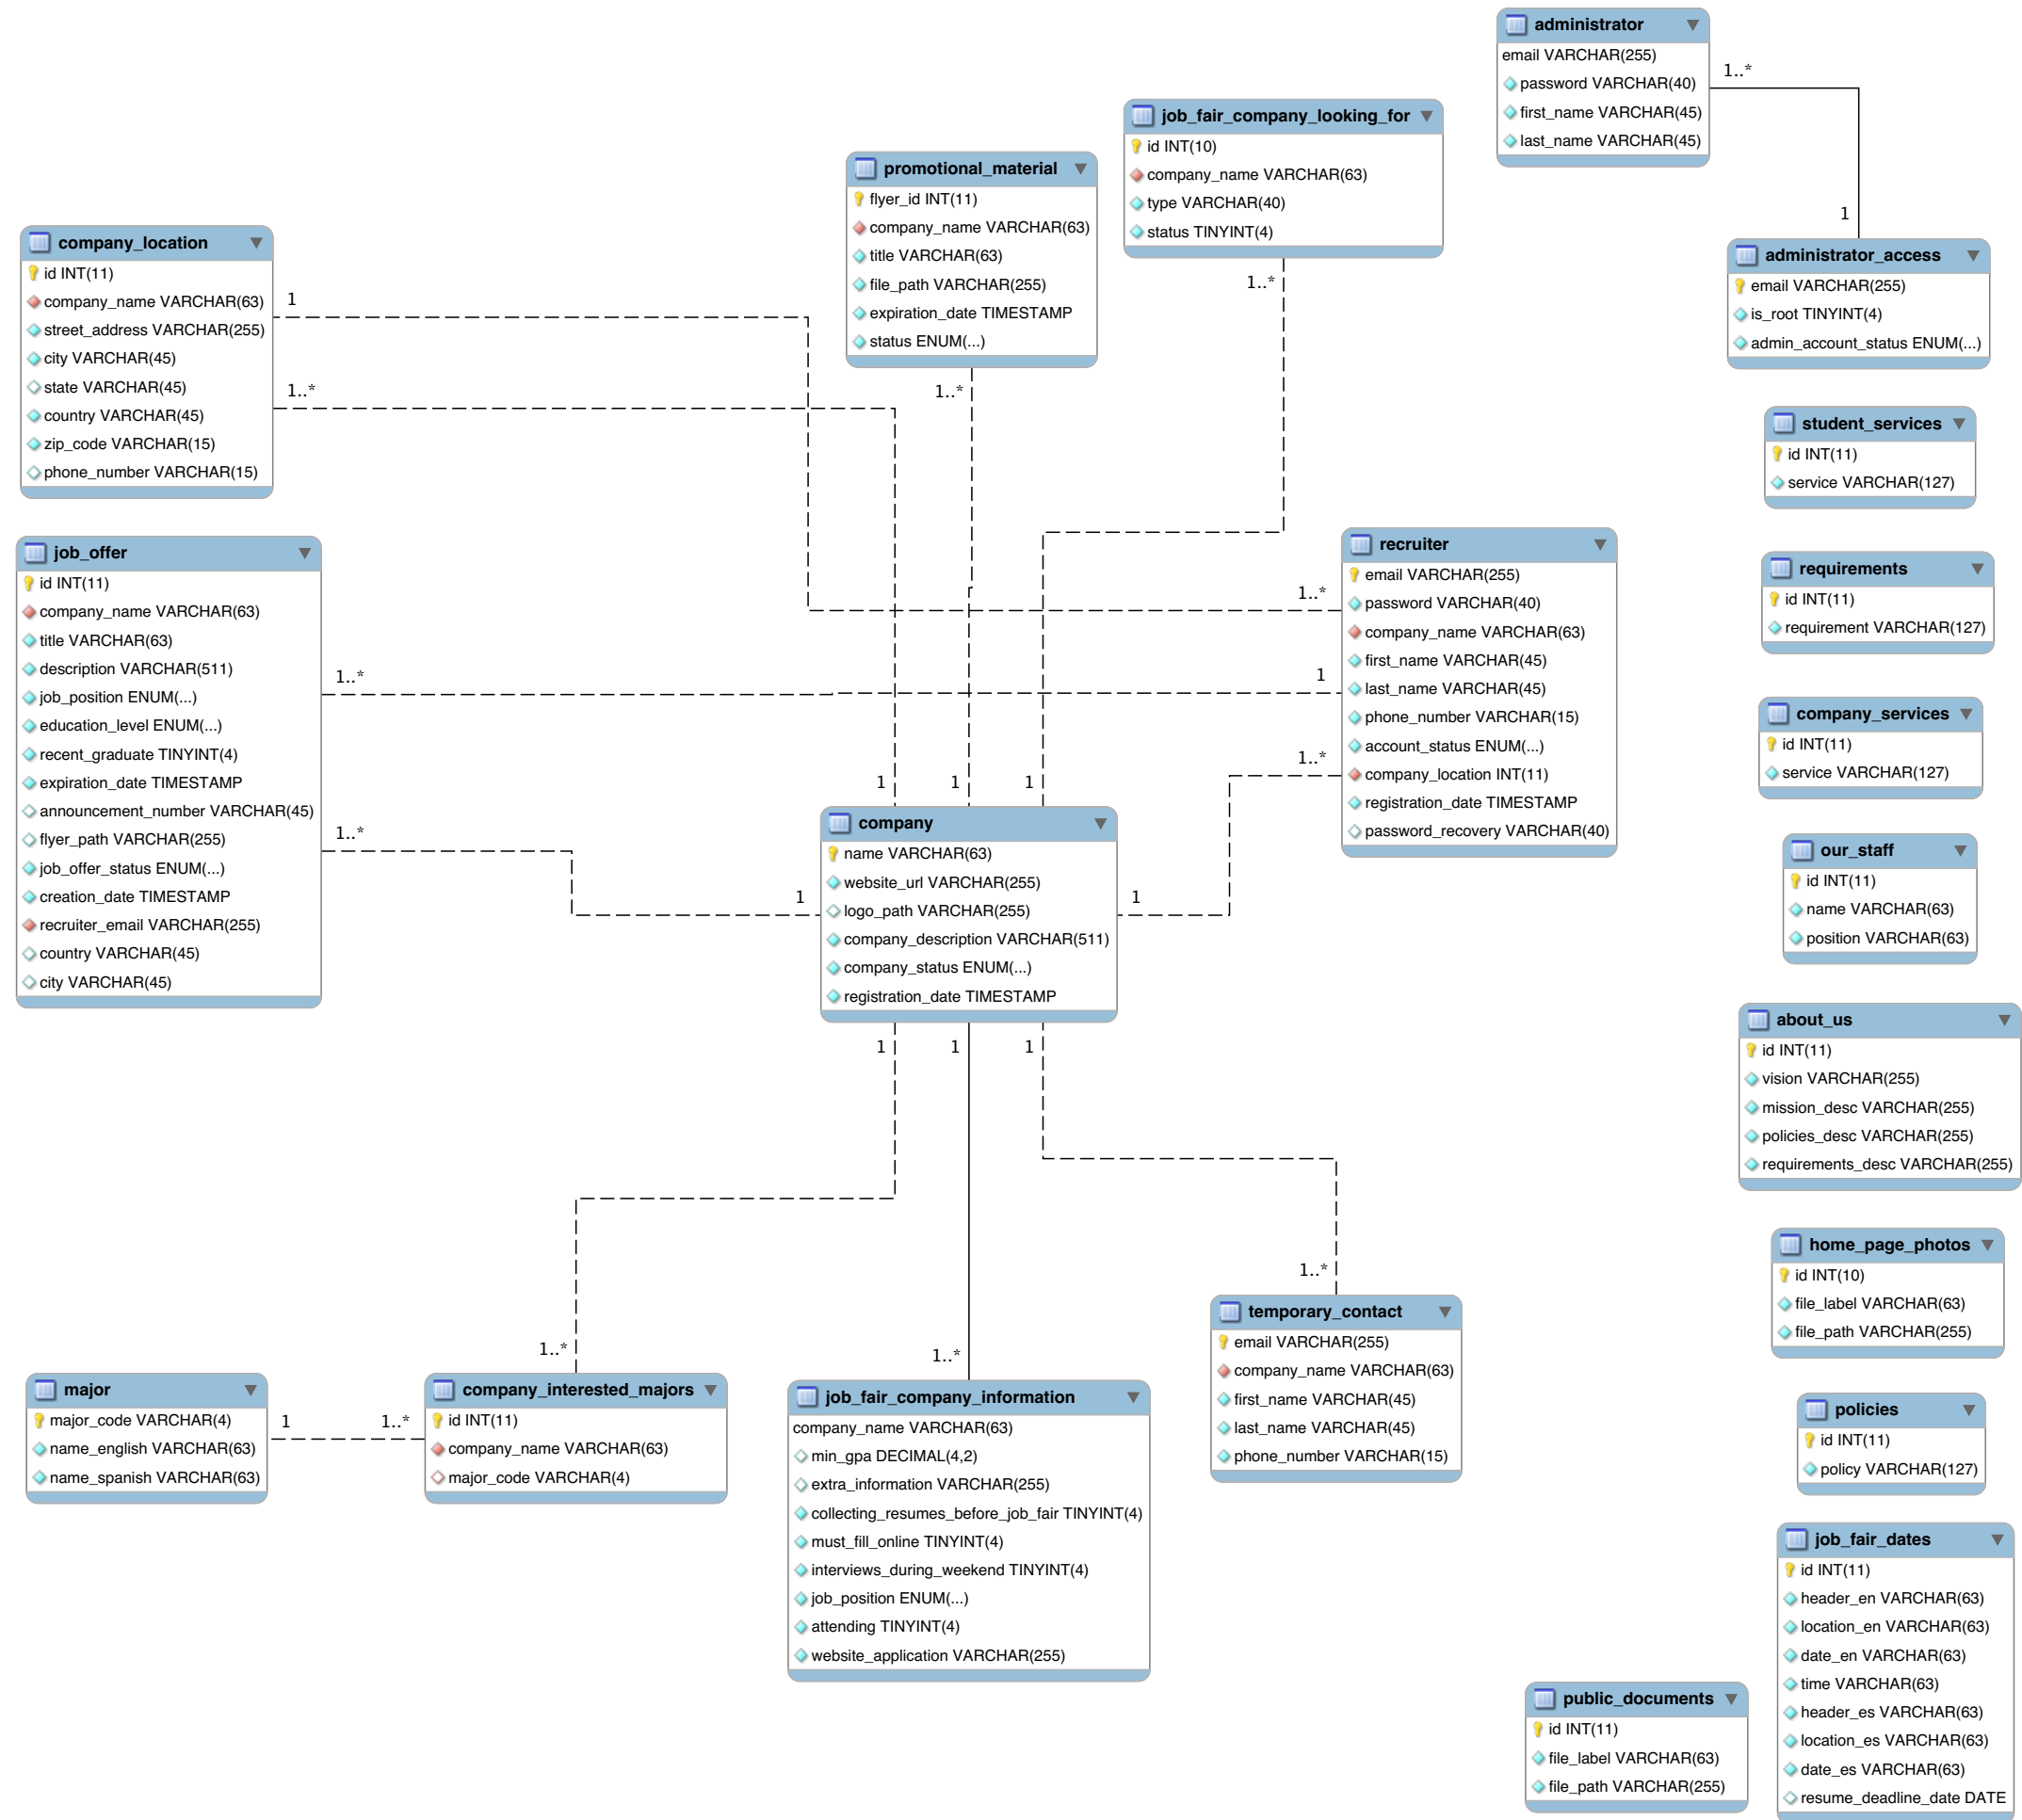 administrator
email VARCHAR(255)
password VARCHAR(40)
first_name VARCHAR(45)
last_name VARCHAR(45)
1..*
1
administrator_access
email VARCHAR(255)
is_root TINYINT(4)
admin_account_status ENUM(...)
job_fair_company_looking_for
id INT(10)
company_name VARCHAR(63)
type VARCHAR(40)
status TINYINT(4)
1..*
promotional_material
flyer_id INT(11)
company_name VARCHAR(63)
title VARCHAR(63)
file_path VARCHAR(255)
expiration_date TIMESTAMP
status ENUM(...)
1..*
company_location
id INT(11)
company_name VARCHAR(63)
street_address VARCHAR(255)
city VARCHAR(45)
state VARCHAR(45)
country VARCHAR(45)
zip_code VARCHAR(15)
phone_number VARCHAR(15)
1
1..*
student_services
id INT(11)
service VARCHAR(127)
job_offer
id INT(11)
company_name VARCHAR(63)
title VARCHAR(63)
description VARCHAR(511)
job_position ENUM(...)
education_level ENUM(...)
recent_graduate TINYINT(4)
expiration_date TIMESTAMP
announcement_number VARCHAR(45)
flyer_path VARCHAR(255)
job_offer_status ENUM(...)
creation_date TIMESTAMP
recruiter_email VARCHAR(255)
country VARCHAR(45)
city VARCHAR(45)
1..*
1..*
recruiter
email VARCHAR(255)
password VARCHAR(40)
company_name VARCHAR(63)
first_name VARCHAR(45)
last_name VARCHAR(45)
phone_number VARCHAR(15)
account_status ENUM(...)
company_location INT(11)
registration_date TIMESTAMP
password_recovery VARCHAR(40)
1..*
1
1..*
requirements
id INT(11)
requirement VARCHAR(127)
company_services
id INT(11)
service VARCHAR(127)
1
1
1
company
name VARCHAR(63)
website_url VARCHAR(255)
logo_path VARCHAR(255)
company_description VARCHAR(511)
company_status ENUM(...)
registration_date TIMESTAMP
1
1
1
1
1
our_staff
id INT(11)
name VARCHAR(63)
position VARCHAR(63)
about_us
id INT(11)
vision VARCHAR(255)
mission_desc VARCHAR(255)
policies_desc VARCHAR(255)
requirements_desc VARCHAR(255)
home_page_photos
id INT(10)
file_label VARCHAR(63)
file_path VARCHAR(255)
1..*
temporary_contact
email VARCHAR(255)
company_name VARCHAR(63)
first_name VARCHAR(45)
last_name VARCHAR(45)
phone_number VARCHAR(15)
major
major_code VARCHAR(4)
name_english VARCHAR(63)
name_spanish VARCHAR(63)
1
1..*
1..*
company_interested_majors
id INT(11)
company_name VARCHAR(63)
major_code VARCHAR(4)
1..*
job_fair_company_information
company_name VARCHAR(63)
min_gpa DECIMAL(4,2)
extra_information VARCHAR(255)
collecting_resumes_before_job_fair TINYINT(4)
must_fill_online TINYINT(4)
interviews_during_weekend TINYINT(4)
job_position ENUM(...)
attending TINYINT(4)
website_application VARCHAR(255)
policies
id INT(11)
policy VARCHAR(127)
job_fair_dates
id INT(11)
header_en VARCHAR(63)
location_en VARCHAR(63)
date_en VARCHAR(63)
time VARCHAR(63)
header_es VARCHAR(63)
location_es VARCHAR(63)
date_es VARCHAR(63)
resume_deadline_date DATE
public_documents
id INT(11)
file_label VARCHAR(63)
file_path VARCHAR(255)